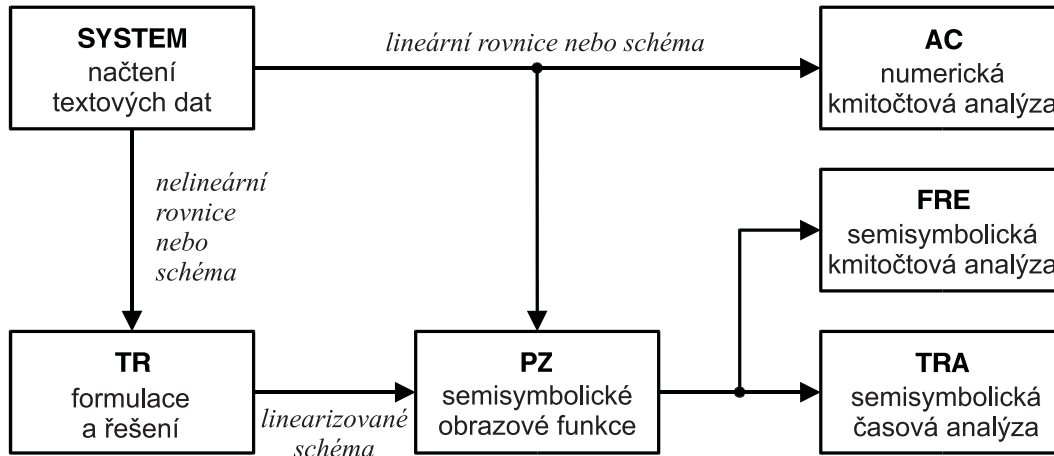 SYSTEM
načtení
textových dat
lineární rovnice nebo schéma
AC
numerická
kmitočtová analýza
nelineární
rovnice
nebo
schéma
FRE
semisymbolická
kmitočtová analýza
TR
formulace
a řešení
linearizované
schéma
PZ
semisymbolické
obrazové funkce
TRA
semisymbolická
časová analýza